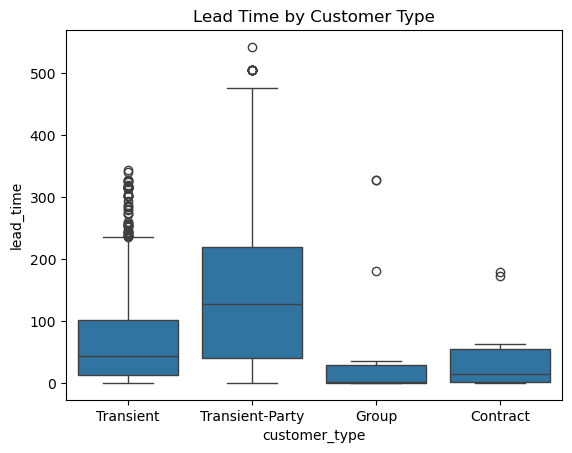 Lead Time by Customer Type
500
400
300
200
100
0
lead_time
Transient Transient-Party Group Contract
customer_type